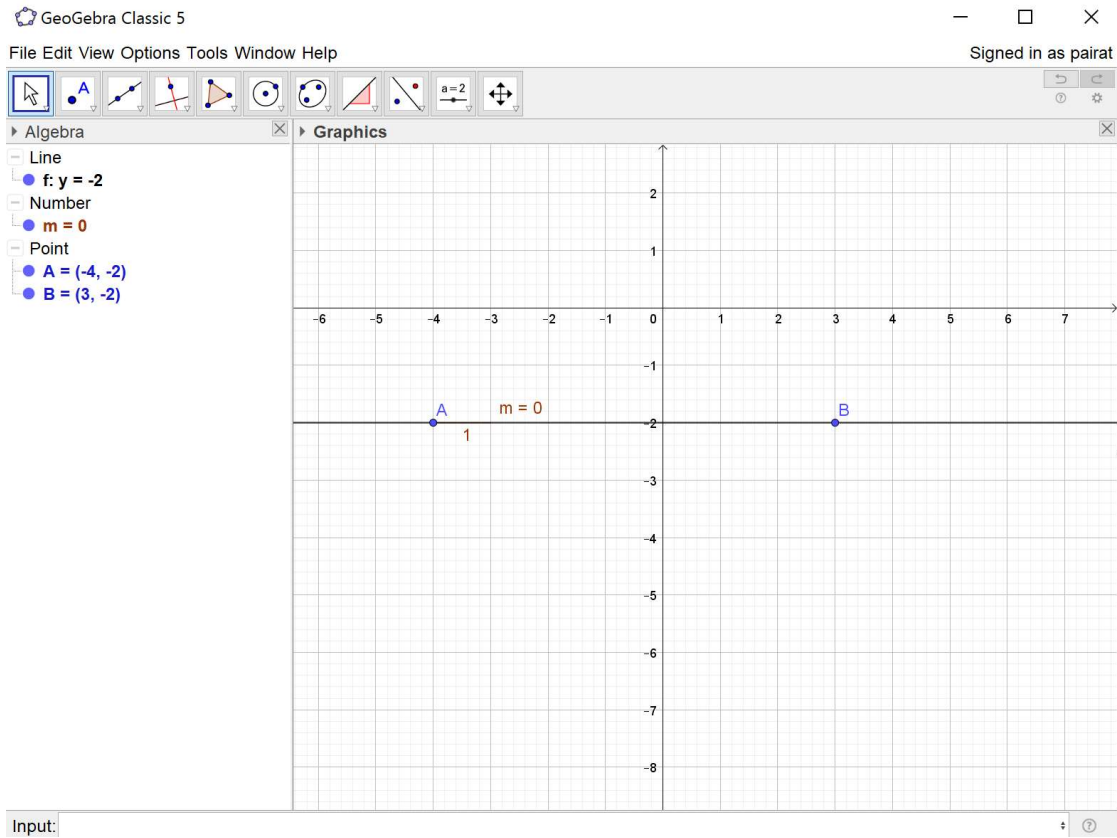 GeoGebra Classic 5
File Edit View Options Tools Window Help
Signed in as pairat
A
a=2
Algebra
Graphics
Line
f: y = -2
Number
m = 0
Point
A = (-4, -2)
B = (3, -2)
2
1
-6 -5 -4 -3 -2 -1 0 1 2 3 4 5 6 7
-1
A
m = 0
B
-2
1
-3
-4
-5
-6
-7
-8
Input: